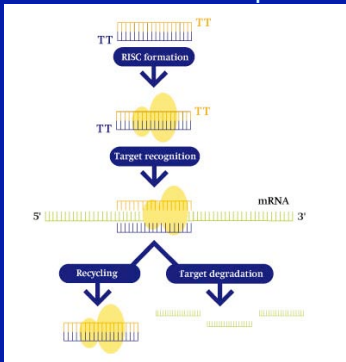 TT
TT
RISC formation
TT
TT
Target recognition
mRNA
5' 3'
Recycling Target degradation